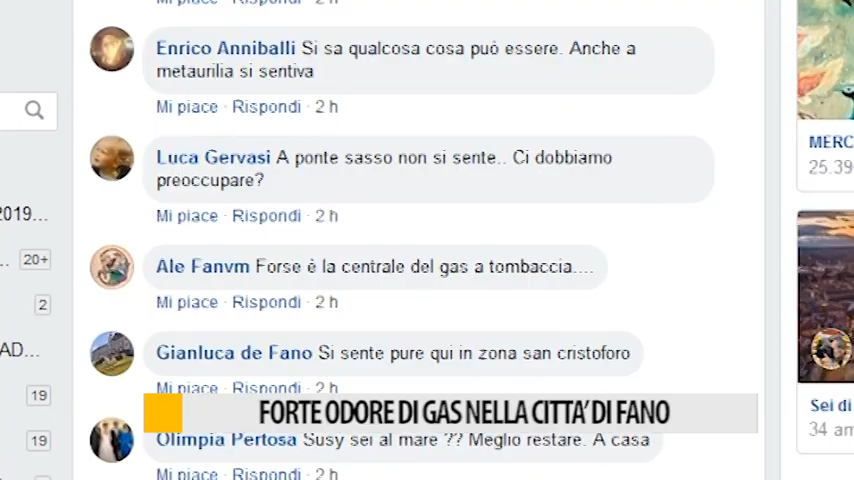 Mi piace · Rispondi · 2 h
Enrico Anniballi Si sa qualcosa cosa può essere. Anche a
metaurilia si sentiva
Mi piace · Rispondi · 2 h
Luca Gervasi A ponte sasso non si sente.. Ci dobbiamo
preoccupare?
Mi piace · Rispondi · 2 h
Ale Fanvm Forse è la centrale del gas a tombaccia....
Mi piace · Rispondi · 2 h
Gianluca de Fano Si sente pure qui in zona san cristoforo
Mi piace · Rispondi · 2 h
FORTE ODORE DI GAS NELLA CITTA' DI FANO
Olimpia Pertosa Susy sei al mare ?? Meglio restare. A casa
Mi piace · Rispondi · 2 h
2019...
... 20+
2
AD...
19
19
MERC
25.39
Sei di
34 am